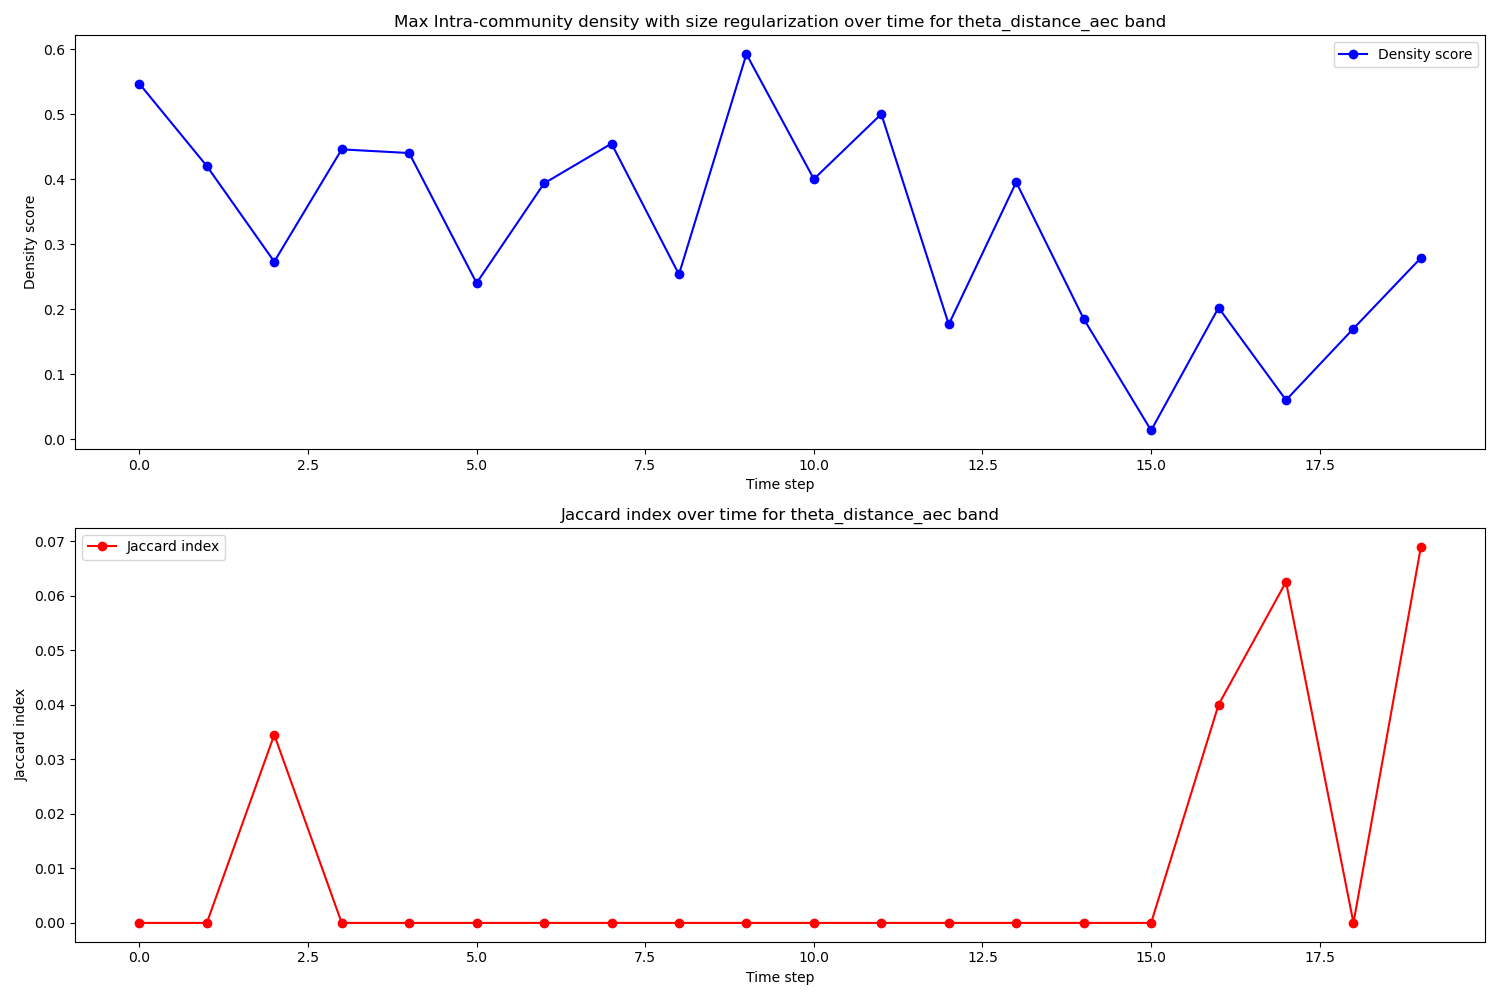 Max Intra-community density with size regularization over time for theta_distance_aec band
Density score
0.6
0.5
0.4
0.3
0.2
0.1
0.0
Density score
0.0 2.5 5.0 7.5 10.0 12.5 15.0 17.5
Time step
Jaccard index over time for theta_distance_aec band
Jaccard index
0.07
0.06
0.05
0.04
0.03
0.02
0.01
0.00
Jaccard index
0.0 2.5 5.0 7.5 10.0 12.5 15.0 17.5
Time step